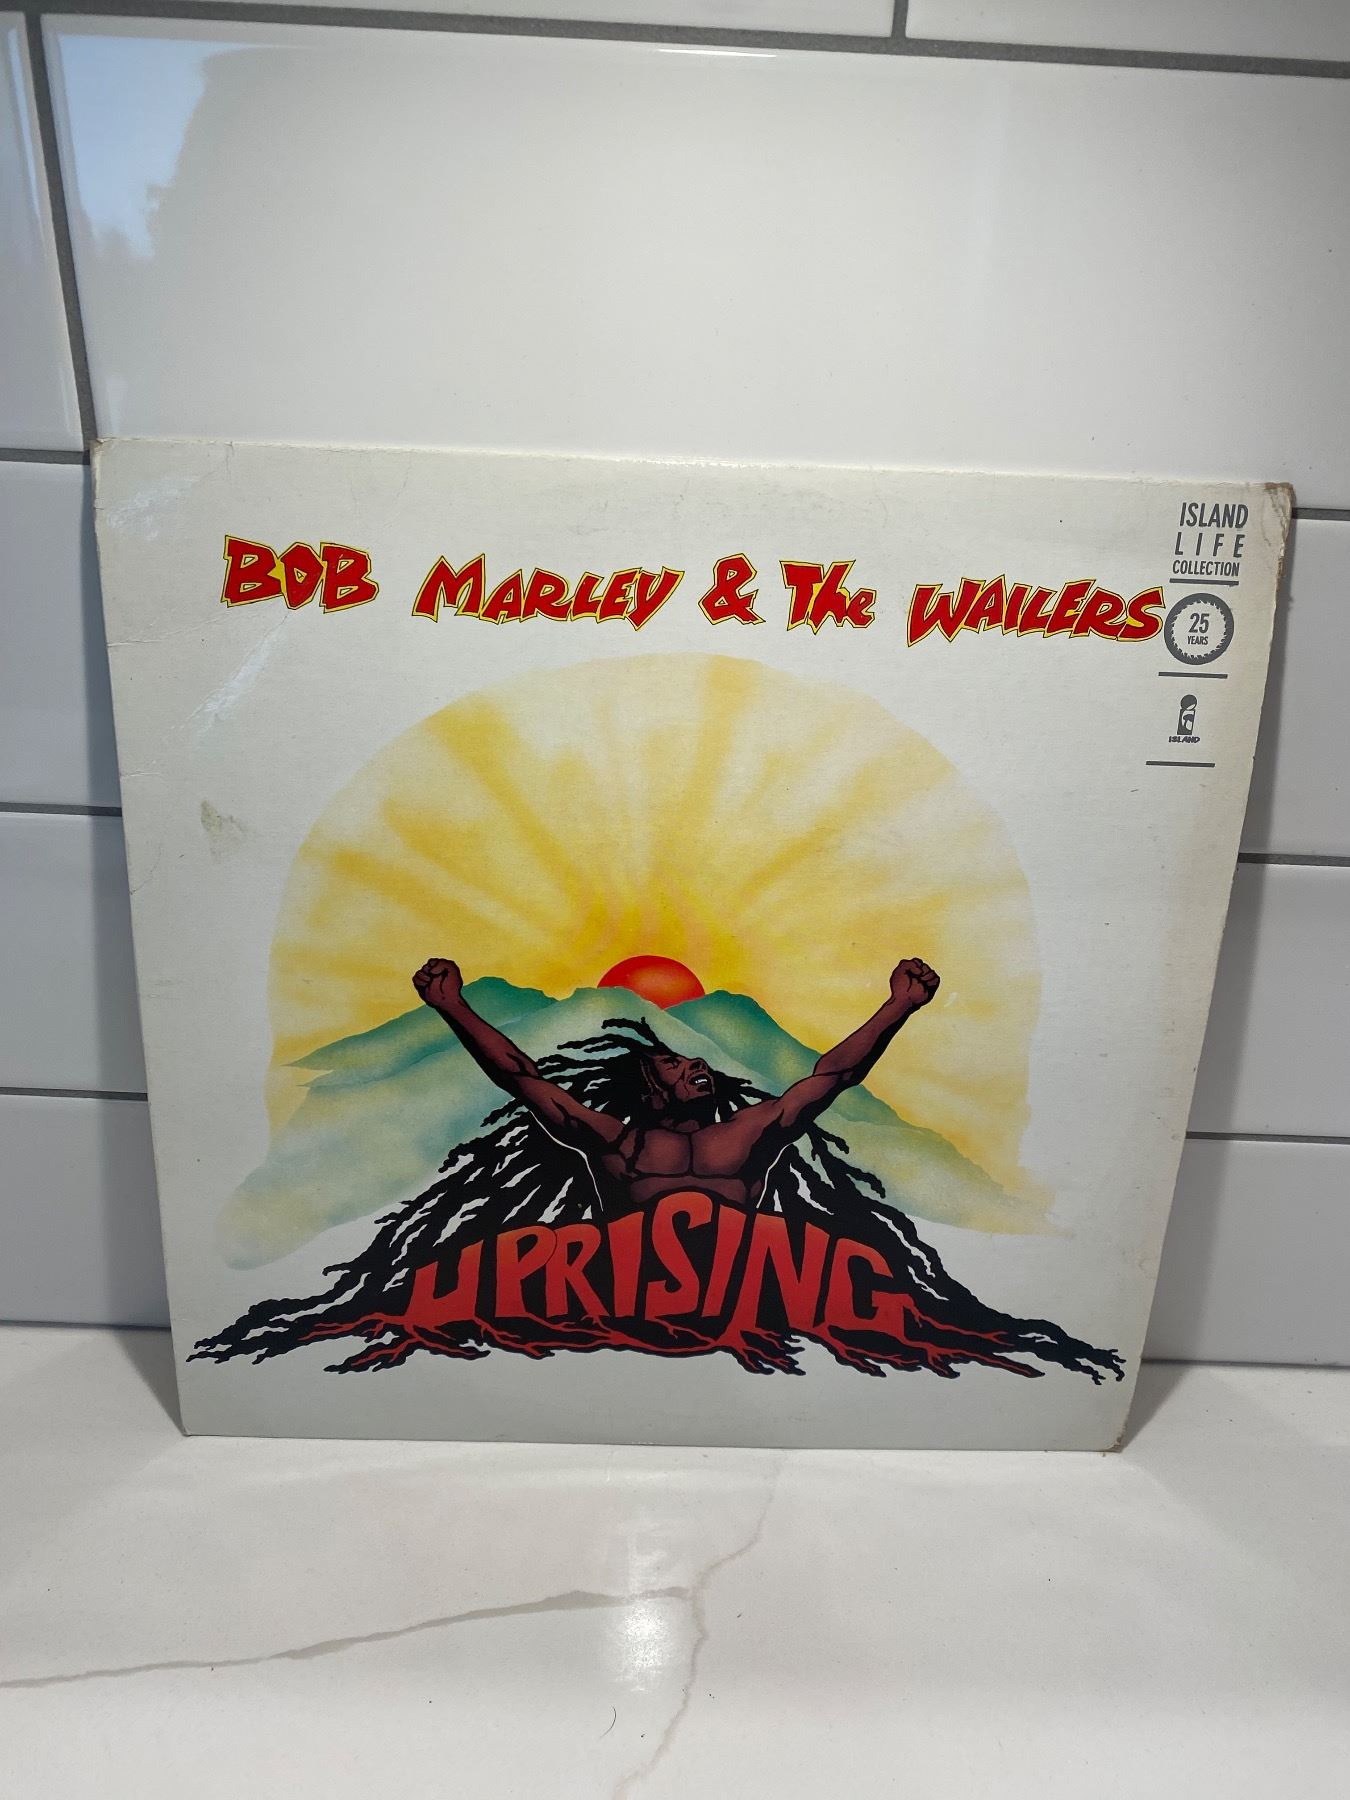 BOB MARLEY & The WAILERS
ISLAND
LIFE
COLLECTION
25
YEARS
ISLAND
UPRISING